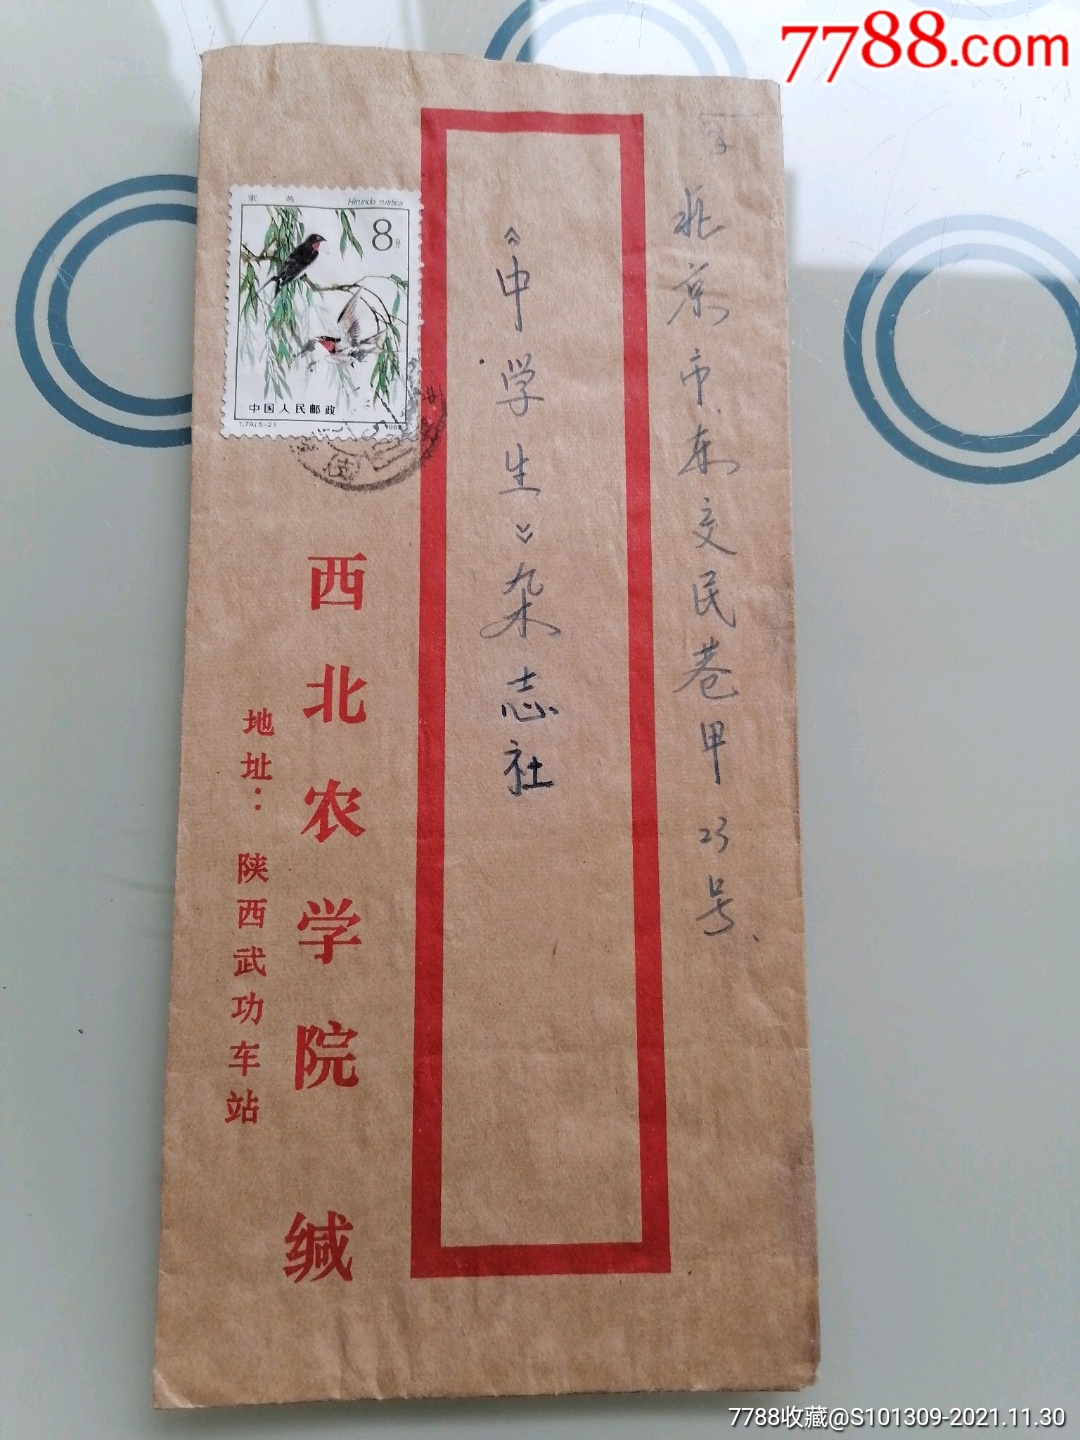 7788.com
北京市东交民巷甲23号、
《中学生》杂志社
家燕 Hirundo rustica
8分
中国人民邮政
T.79.(5-2)
西北农学院 缄
地址：陕西武功车站
7788收藏@S101309-2021.11.30